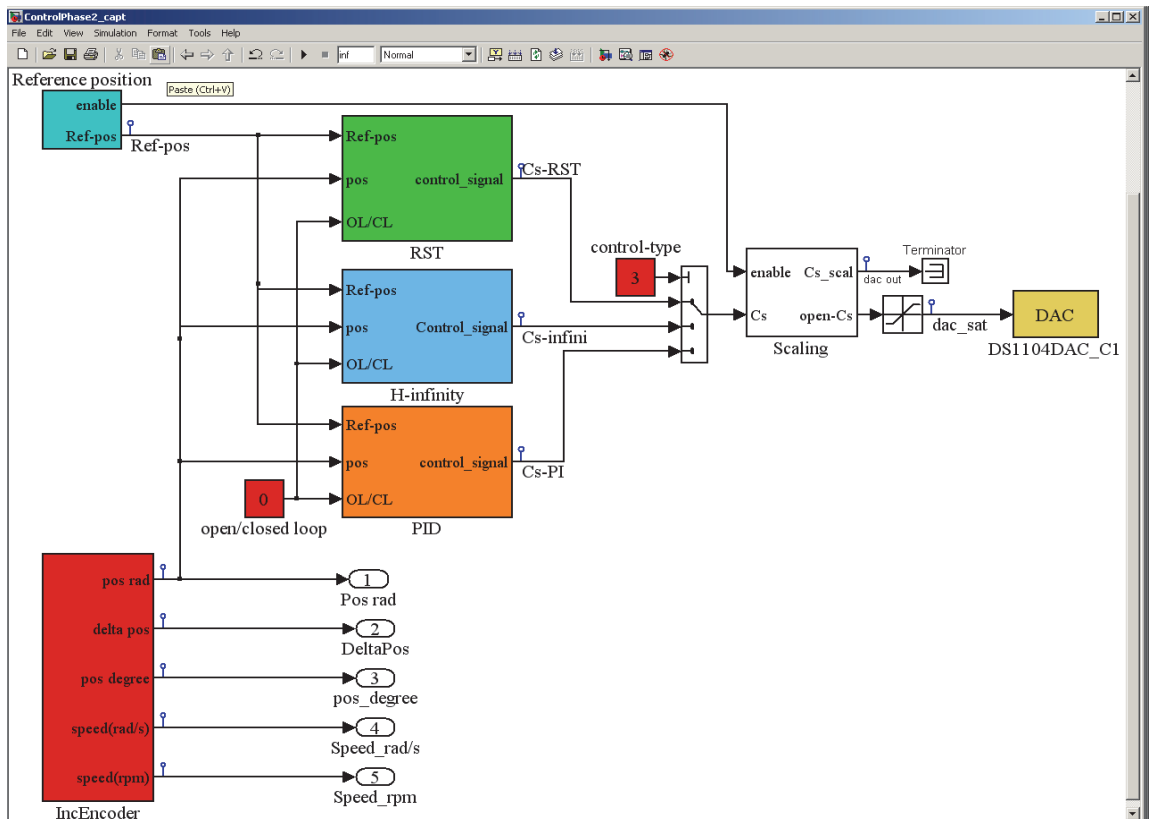 ControlPhase2_capt
File Edit View Simulation Format Tools Help
inf Normal
Reference position
Paste (Ctrl+V)
enable
Ref-pos
Ref-pos
Ref-pos
pos control_signal
OL/CL
RST
Cs-RST
Ref-pos
pos Control_signal
OL/CL
H-infinity
Cs-infini
Ref-pos
pos control_signal
OL/CL
PID
Cs-PI
0
open/closed loop
control-type
3
enable Cs_scal
Cs open-Cs
Scaling
Terminator
dac out
dac_sat
DAC
DS1104DAC_C1
pos rad
delta pos
pos degree
speed(rad/s)
speed(rpm)
IncEncoder
1
Pos rad
2
DeltaPos
3
pos_degree
4
Speed_rad/s
5
Speed_rpm